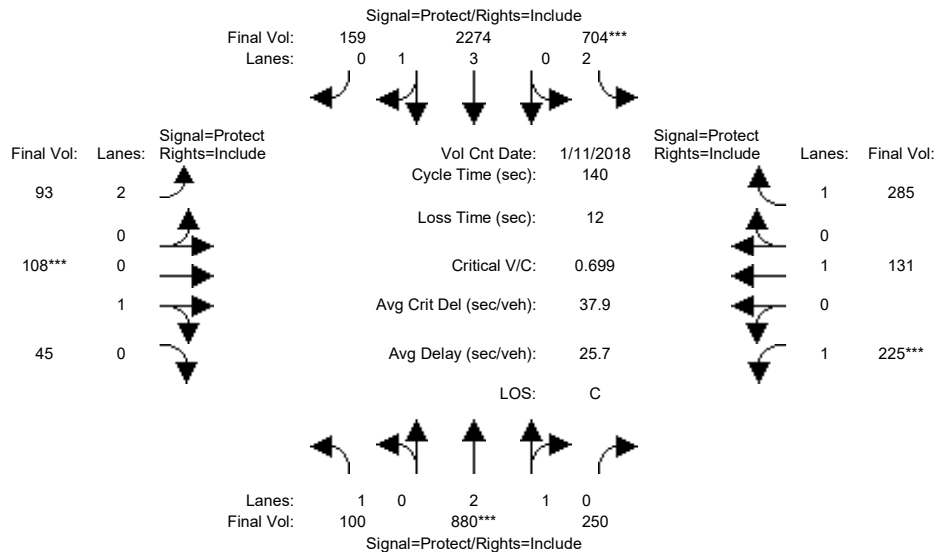 Signal=Protect/Rights=Include
Final Vol: 159 2274 704***
Lanes: 0 1 3 0 2
Signal=Protect
Final Vol: Lanes: Rights=Include
Vol Cnt Date: 1/11/2018
Signal=Protect
Rights=Include Lanes: Final Vol:
Cycle Time (sec): 140
93 2
1 285
Loss Time (sec): 12
0
0
108*** 0
Critical V/C: 0.699
1 131
1
Avg Crit Del (sec/veh): 37.9
0
45 0
Avg Delay (sec/veh): 25.7
1 225***
LOS: C
Lanes: 1 0 2 1 0
Final Vol: 100 880*** 250
Signal=Protect/Rights=Include